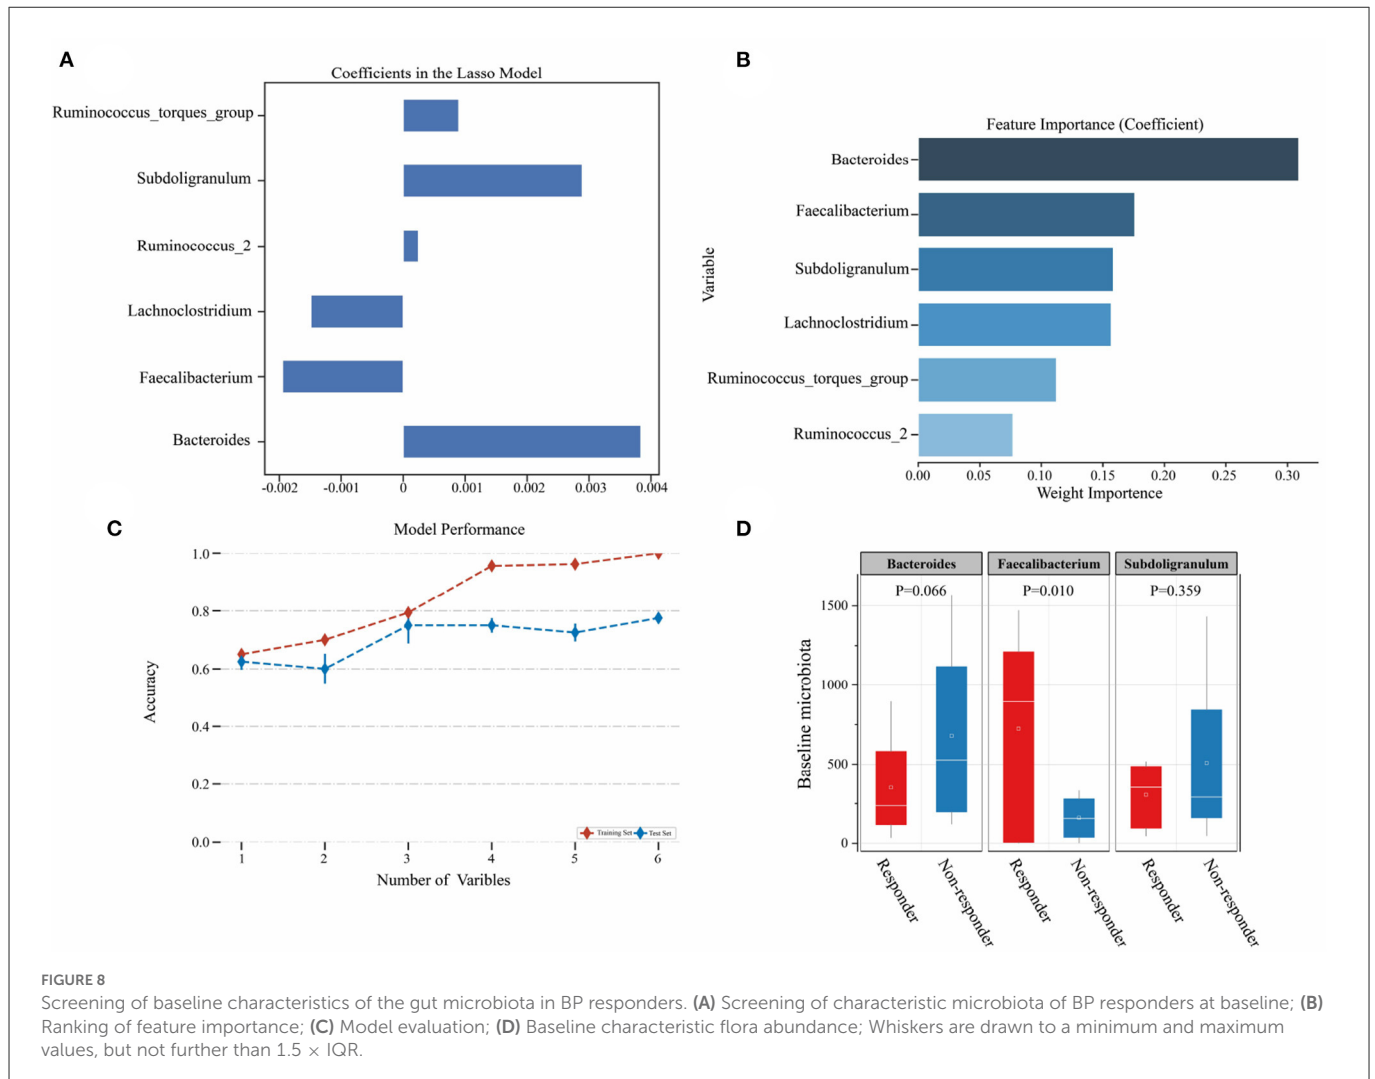 A
Coefficients in the Lasso Model
Ruminococcus_torques_group
Subdoligranulum
Ruminococcus_2
Lachnoclostridium
Faecalibacterium
Bacteroides
-0.002 -0.001 0 0.001 0.002 0.003 0.004
B
Feature Importance (Coefficient)
Variable
Bacteroides
Faecalibacterium
Subdoligranulum
Lachnoclostridium
Ruminococcus_torques_group
Ruminococcus_2
0.00 0.05 0.10 0.15 0.20 0.25 0.30
Weight Importence
C
Model Performance
Accuracy
1.0
0.8
0.6
0.4
0.2
0.0
Training Set Test Set
1 2 3 4 5 6
Number of Varibles
D
Baseline microbiota
Bacteroides Faecalibacterium Subdoligranulum
P=0.066 P=0.010 P=0.359
1500
1000
500
0
Responder Non-responder Responder Non-responder Responder Non-responder
FIGURE 8
Screening of baseline characteristics of the gut microbiota in BP responders. (A) Screening of characteristic microbiota of BP responders at baseline; (B)
Ranking of feature importance; (C) Model evaluation; (D) Baseline characteristic flora abundance; Whiskers are drawn to a minimum and maximum
values, but not further than 1.5 × IQR.